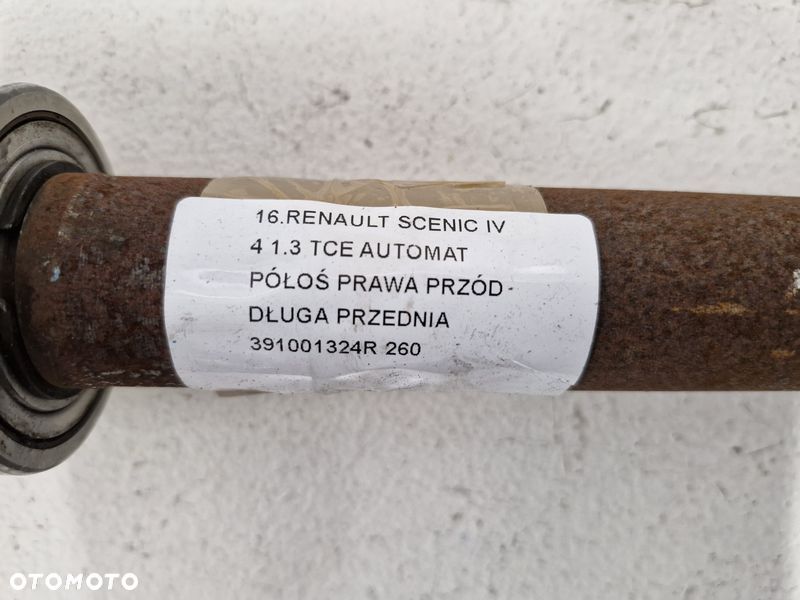 16.RENAULT SCENIC IV
4 1.3 TCE AUTOMAT
PÓŁOŚ PRAWA PRZÓD -
DŁUGA PRZEDNIA
391001324R 260
OTOMOTO